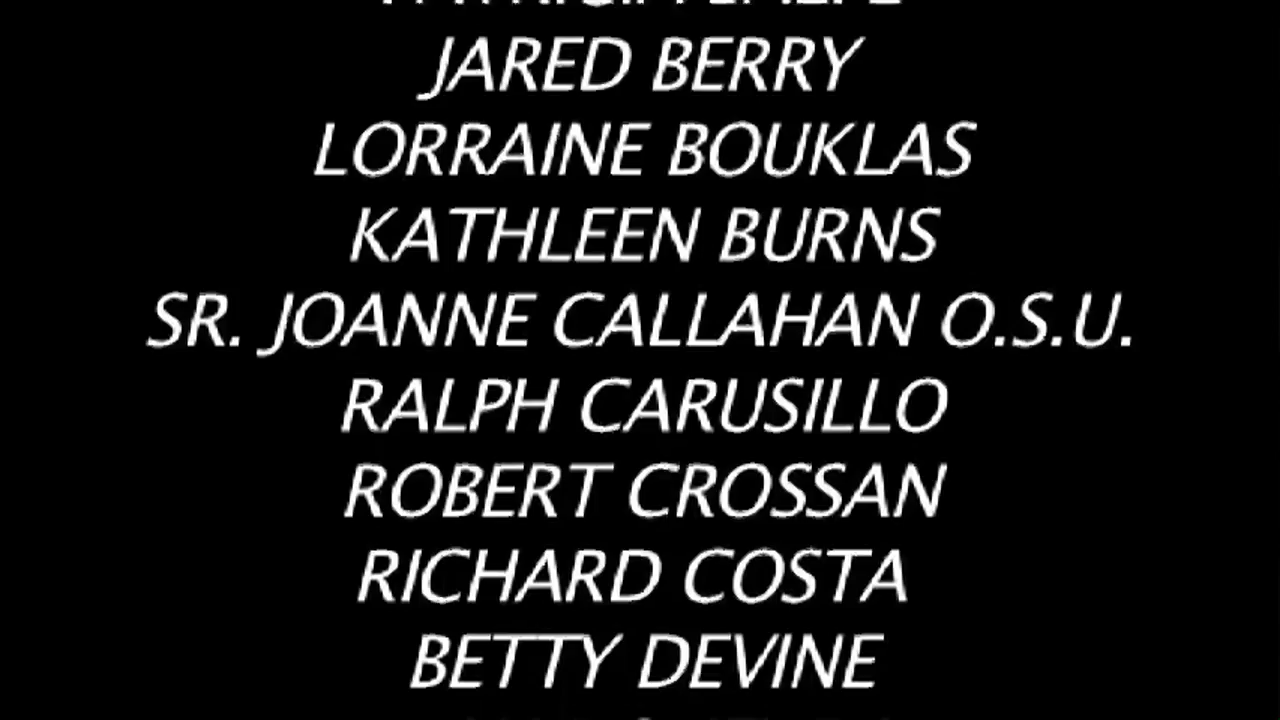 JARED BERRY
LORRAINE BOUKLAS
KATHLEEN BURNS
SR. JOANNE CALLAHAN O.S.U.
RALPH CARUSILLO
ROBERT CROSSAN
RICHARD COSTA
BETTY DEVINE